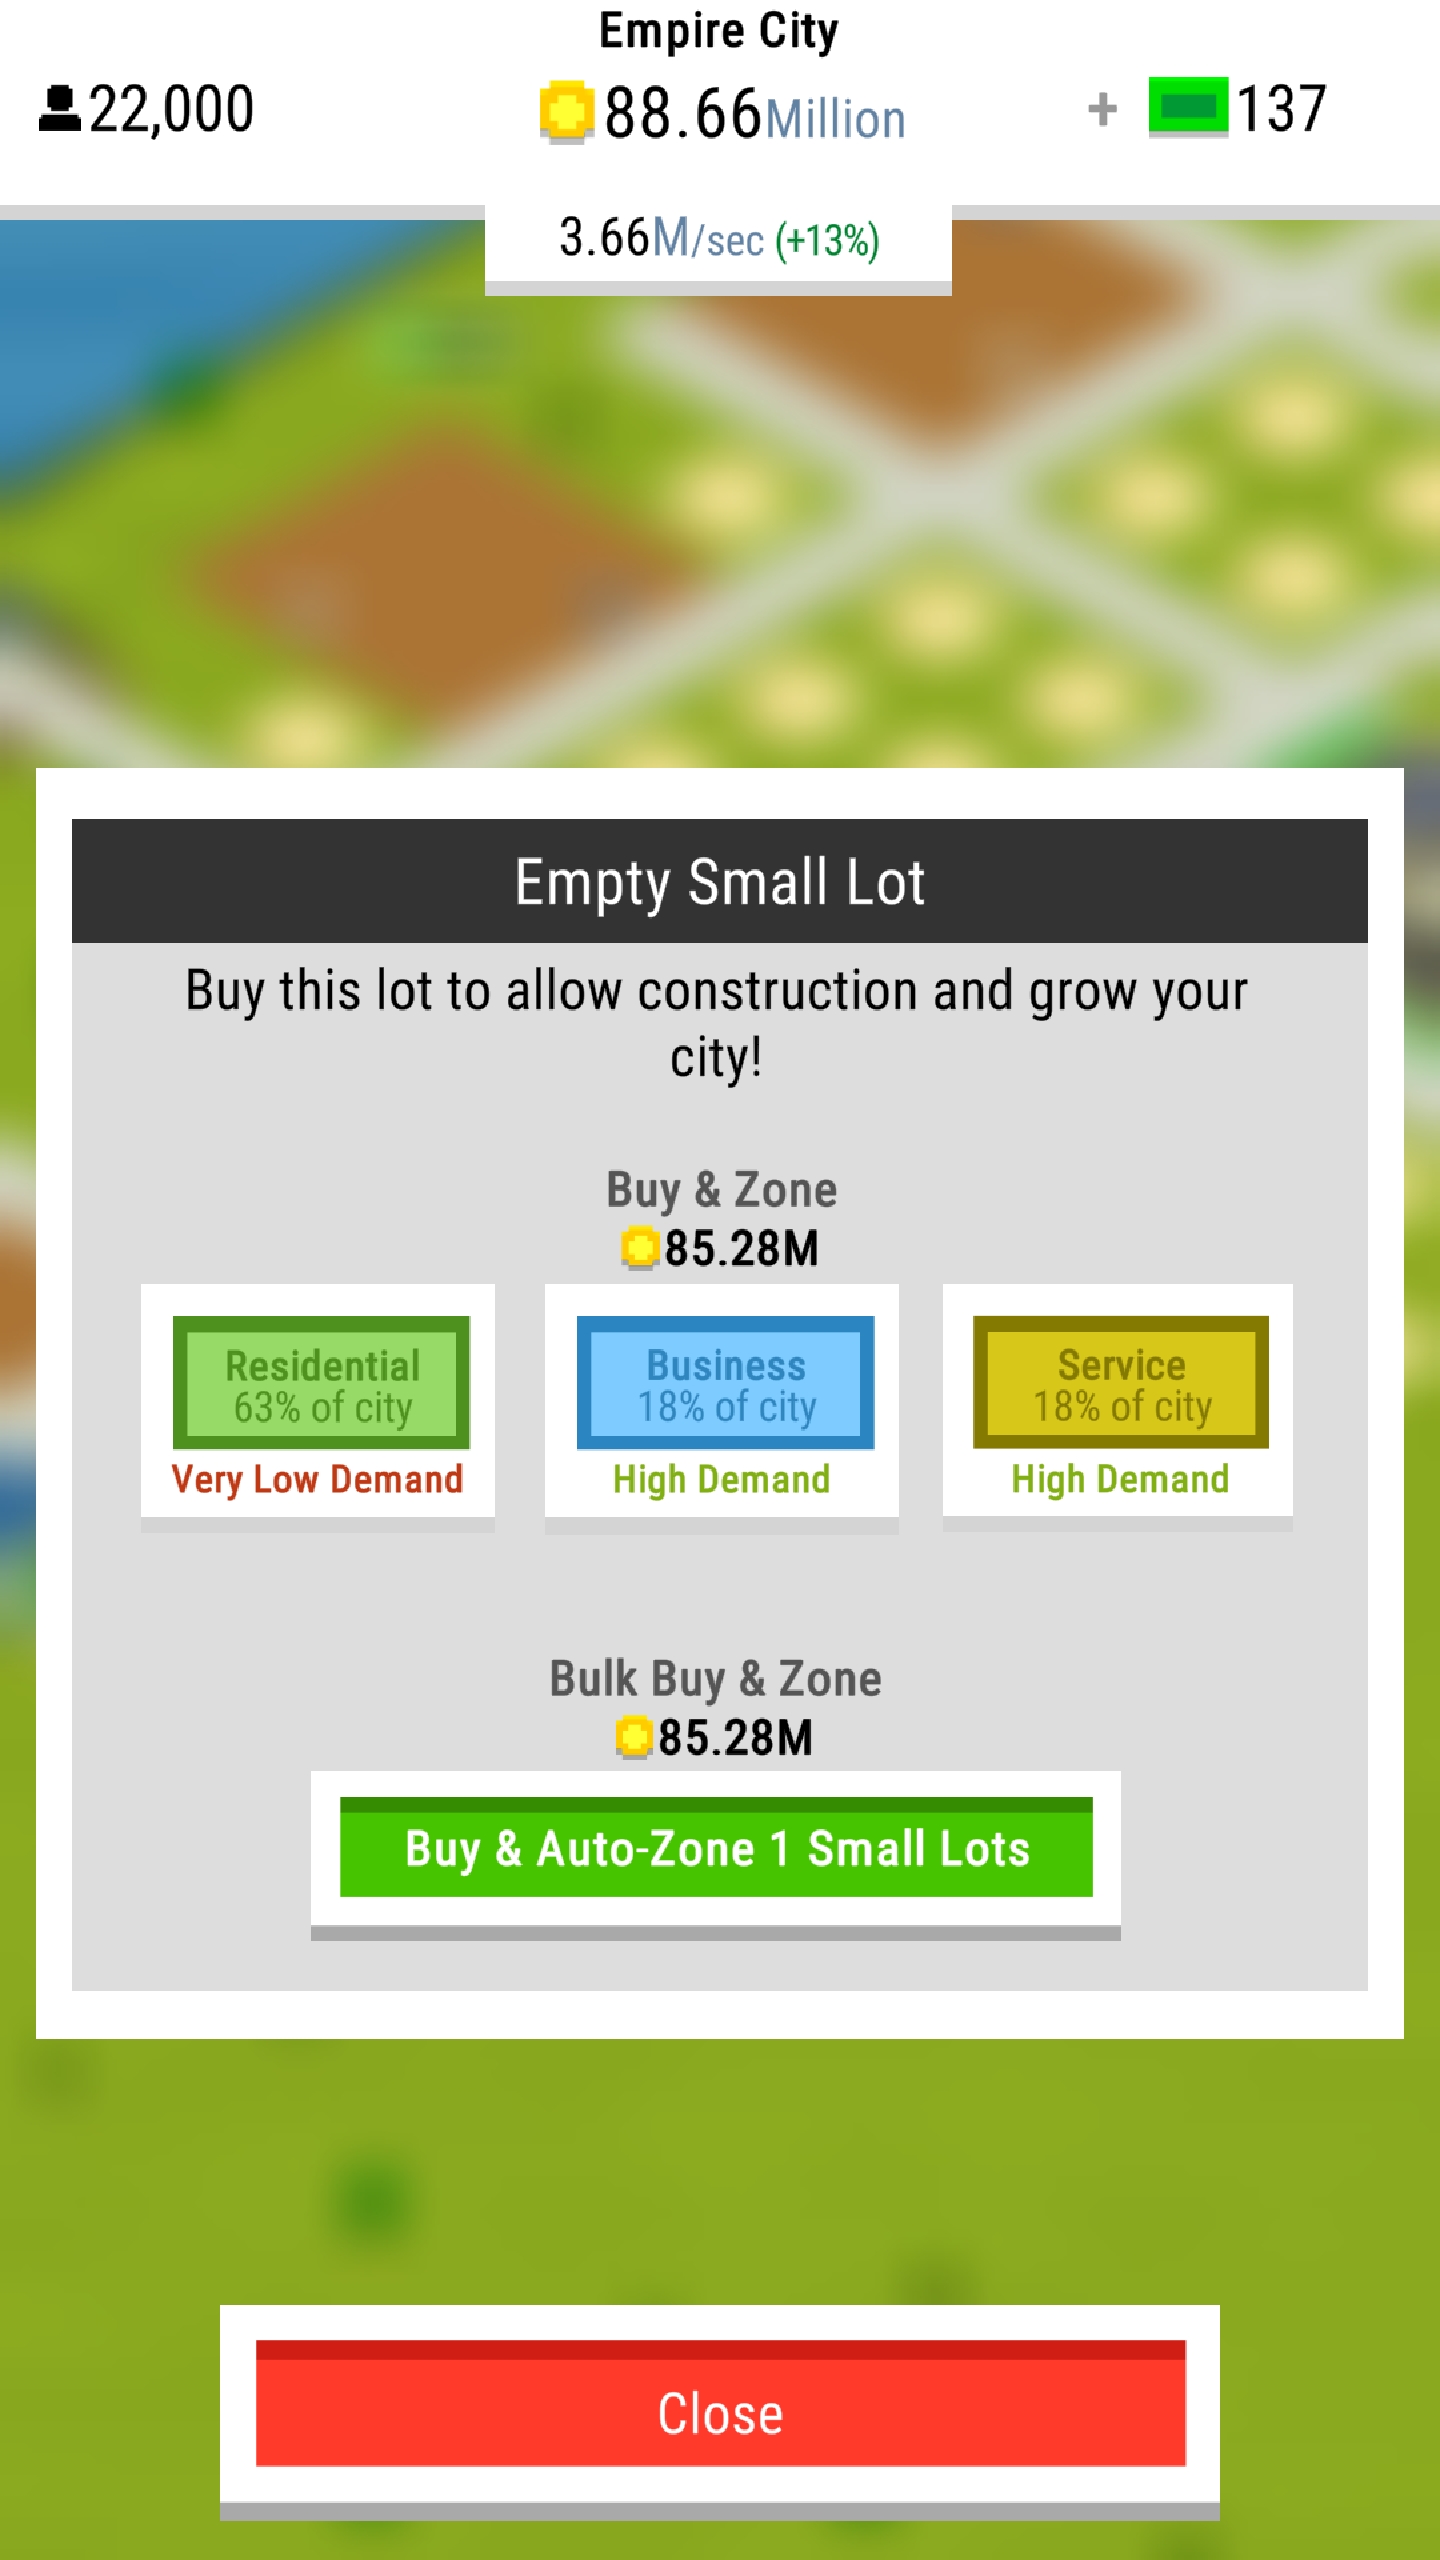 Empire City
22,000
88.66Million
+ 137
3.66M/sec (+13%)
Empty Small Lot
Buy this lot to allow construction and grow your
city!
Buy & Zone
85.28M
Residential
63% of city
Very Low Demand
Business
18% of city
High Demand
Service
18% of city
High Demand
Bulk Buy & Zone
85.28M
Buy & Auto-Zone 1 Small Lots
Close